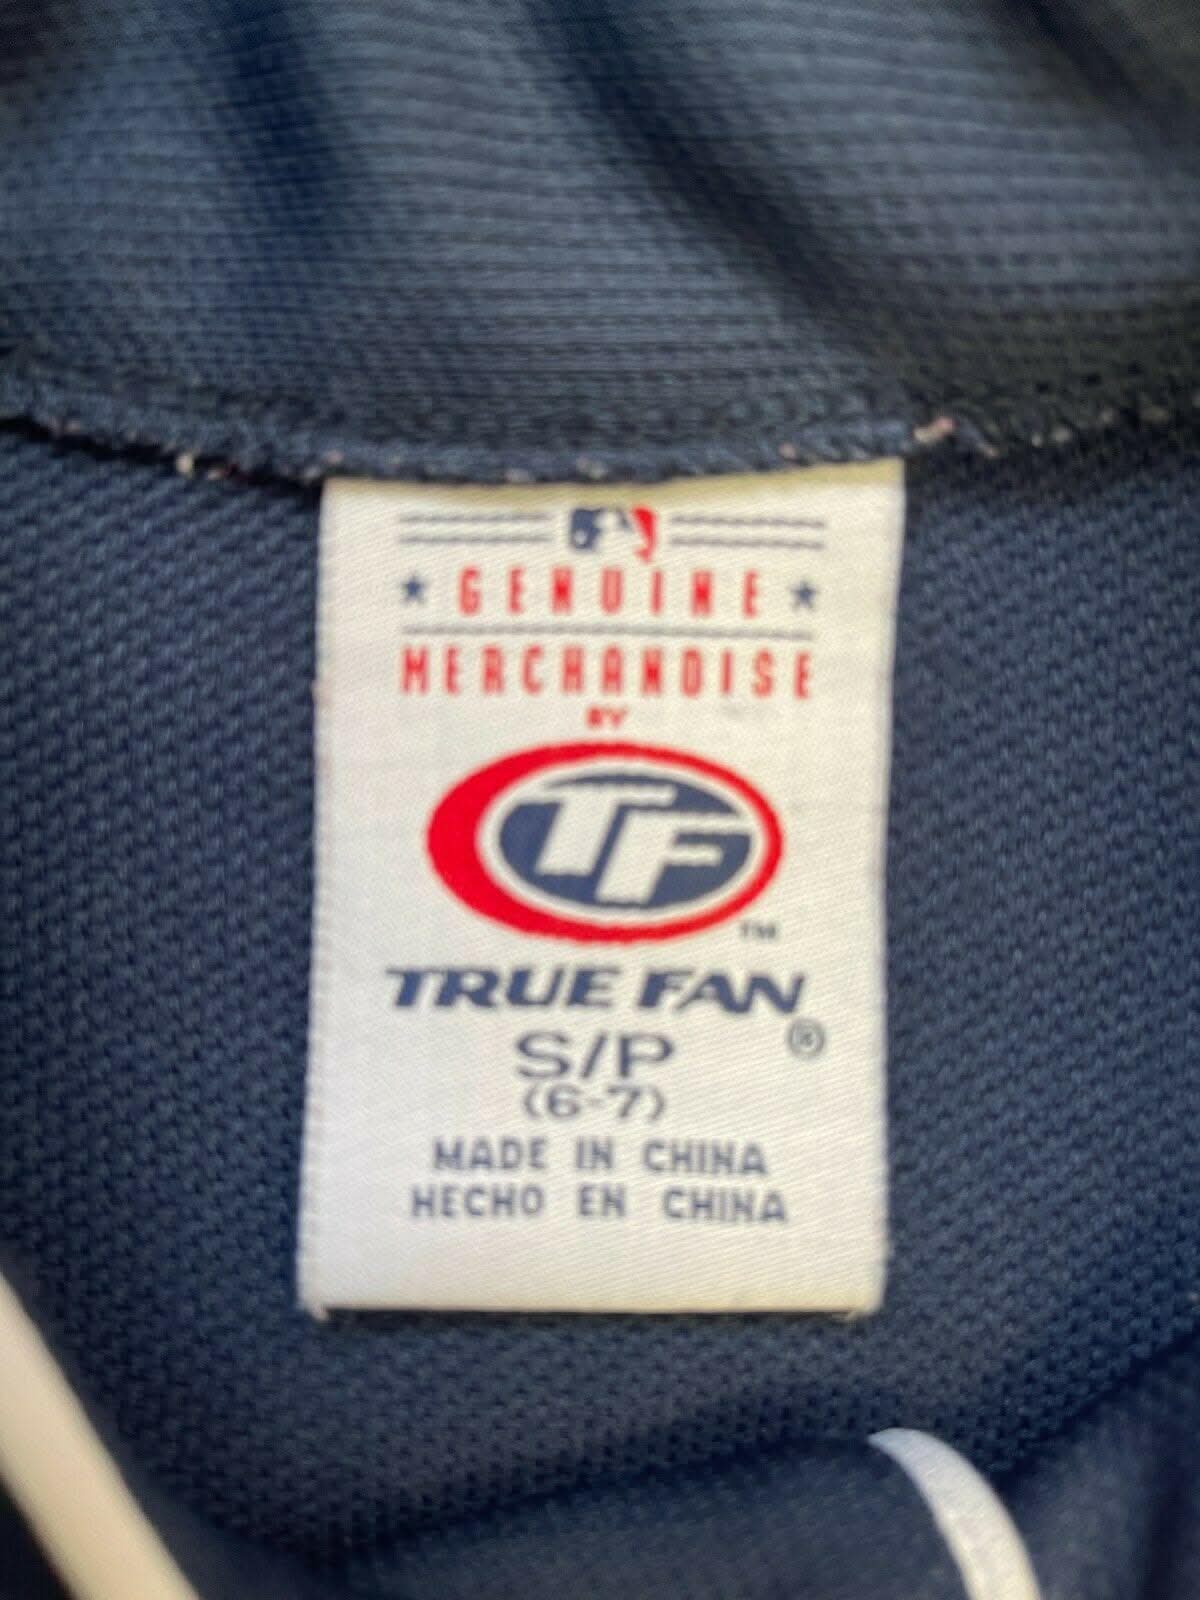 GENUINE
MERCHANDISE
BY
TF
TM
TRUE FAN
®
S/P
(6-7)
MADE IN CHINA
HECHO EN CHINA